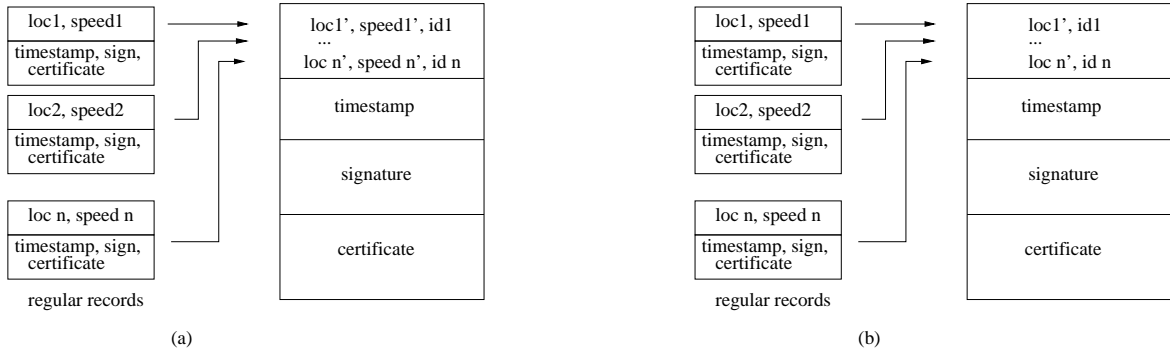 loc1, speed1
timestamp, sign,
certificate
loc2, speed2
timestamp, sign,
certificate
loc n, speed n
timestamp, sign,
certificate
regular records
loc1’, speed1’, id1
...
loc n’, speed n’, id n
timestamp
signature
certificate
(a)
loc1, speed1
timestamp, sign,
certificate
loc2, speed2
timestamp, sign,
certificate
loc n, speed n
timestamp, sign,
certificate
regular records
loc1’, id1
...
loc n’, id n
timestamp
signature
certificate
(b)